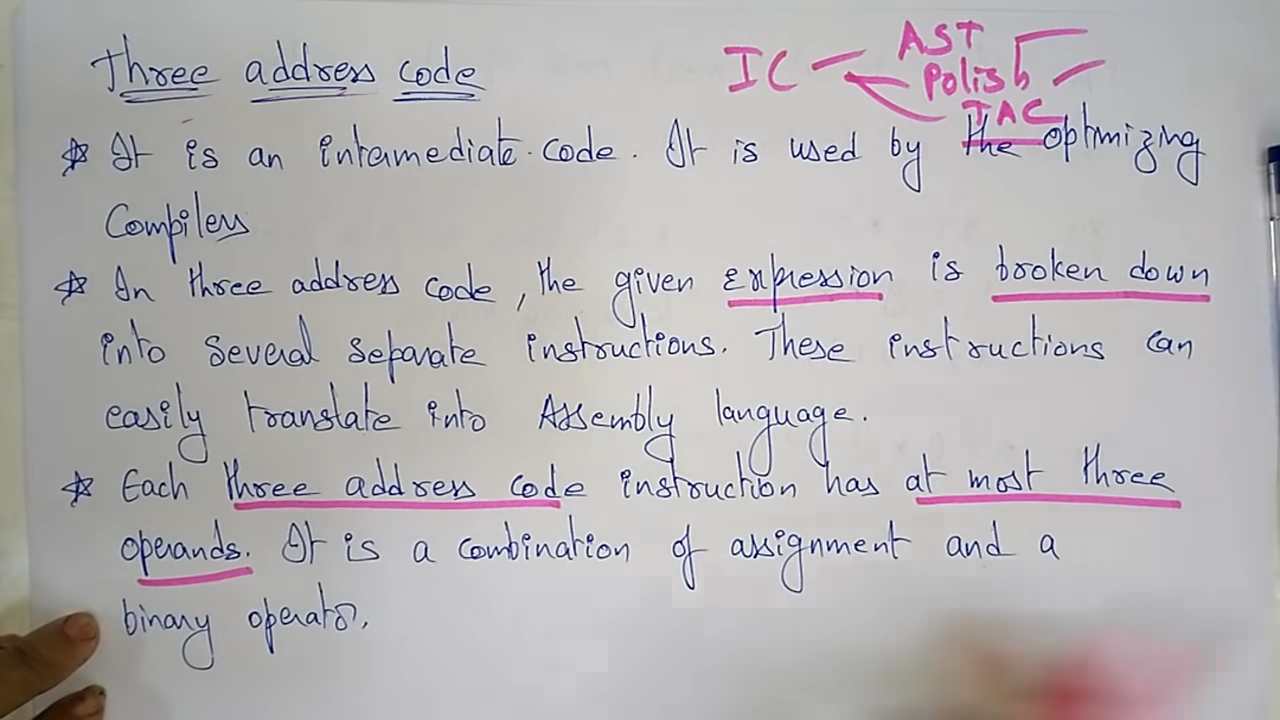 Three address code
IC
AST
Polish
TAC
☆ It is an intermediate code. It is used by the optimizing
Compilers
☆ In three address code, the given expression is broken down
into several separate instructions. These instructions can
easily translate into Assembly language.
☆ Each three address code instruction has at most three
operands. It is a combination of assignment and a
binary operator.